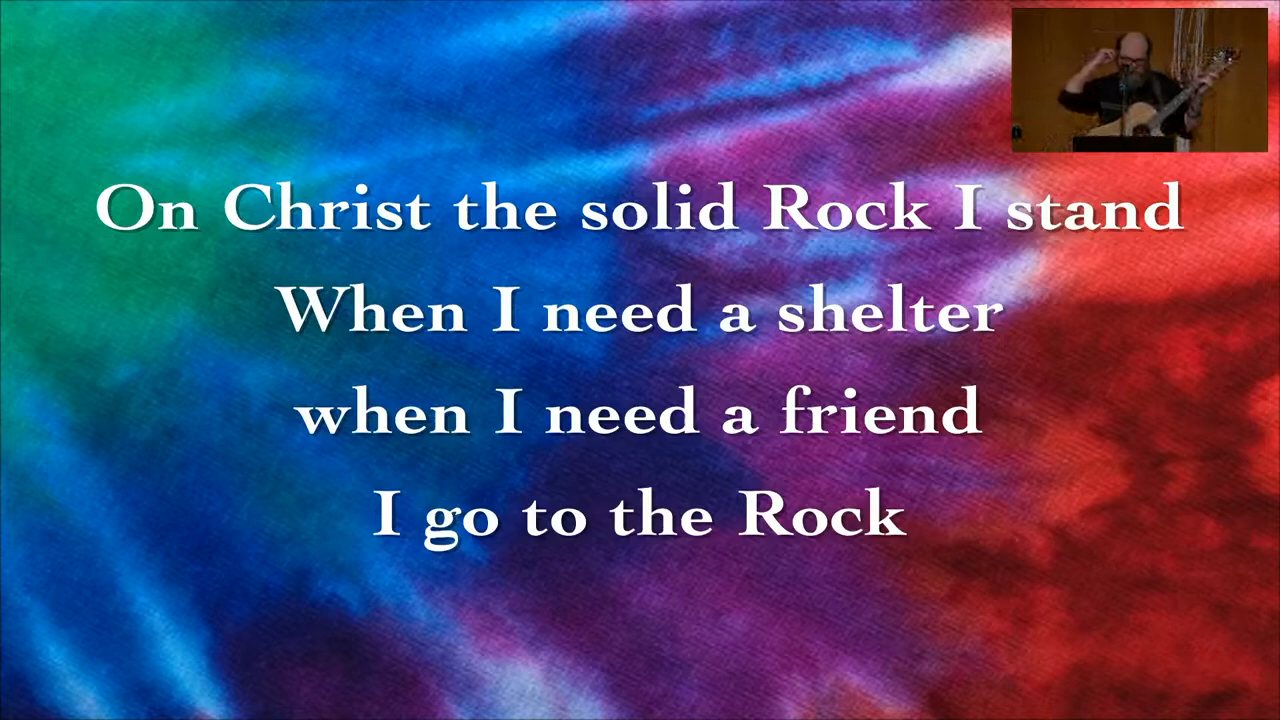 On Christ the solid Rock I stand
When I need a shelter
when I need a friend
I go to the Rock